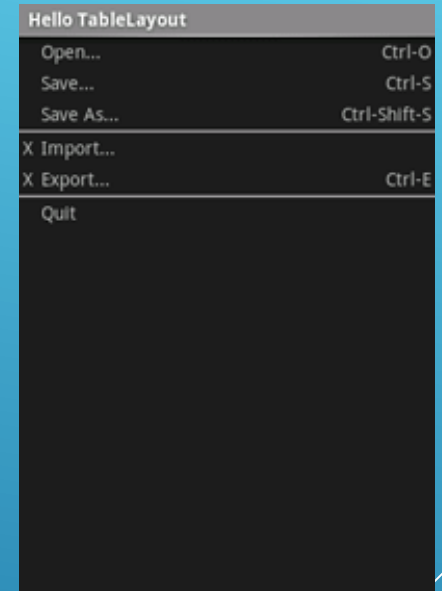 Hello TableLayout
Open... Ctrl-O
Save... Ctrl-S
Save As... Ctrl-Shift-S
X Import...
X Export... Ctrl-E
Quit